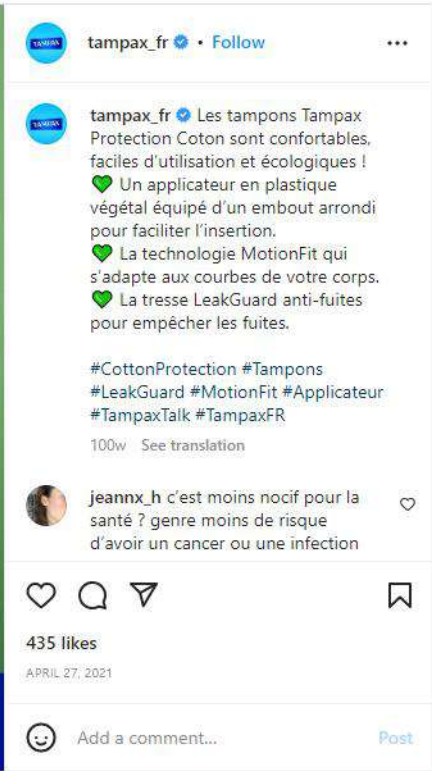 TAMPAX
tampax_fr • Follow
TAMPAX
tampax_fr Les tampons Tampax
Protection Coton sont confortables,
faciles d'utilisation et écologiques !
💚 Un applicateur en plastique
végétal équipé d'un embout arrondi
pour faciliter l'insertion.
💚 La technologie MotionFit qui
s'adapte aux courbes de votre corps.
💚 La tresse LeakGuard anti-fuites
pour empêcher les fuites.
#CottonProtection #Tampons
#LeakGuard #MotionFit #Applicateur
#TampaxTalk #TampaxFR
100w See translation
jeannx_h c'est moins nocif pour la
santé ? genre moins de risque
d'avoir un cancer ou une infection
435 likes
APRIL 27, 2021
Add a comment... Post